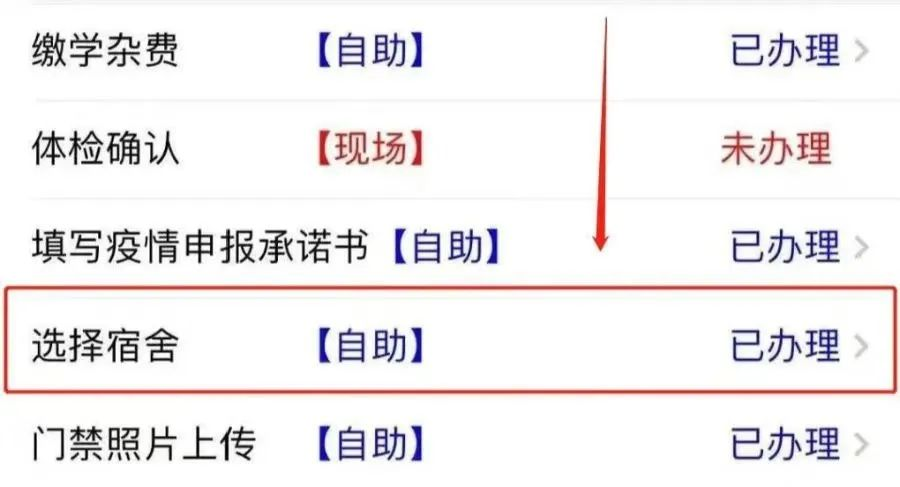 缴学杂费 【自助】 已办理
体检确认 【现场】 未办理
填写疫情申报承诺书【自助】 已办理
选择宿舍 【自助】 已办理
门禁照片上传 【自助】 已办理